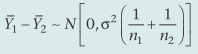 Ȳ₁ − Ȳ₂ ~ N[0, σ²(1/n₁ + 1/n₂)]